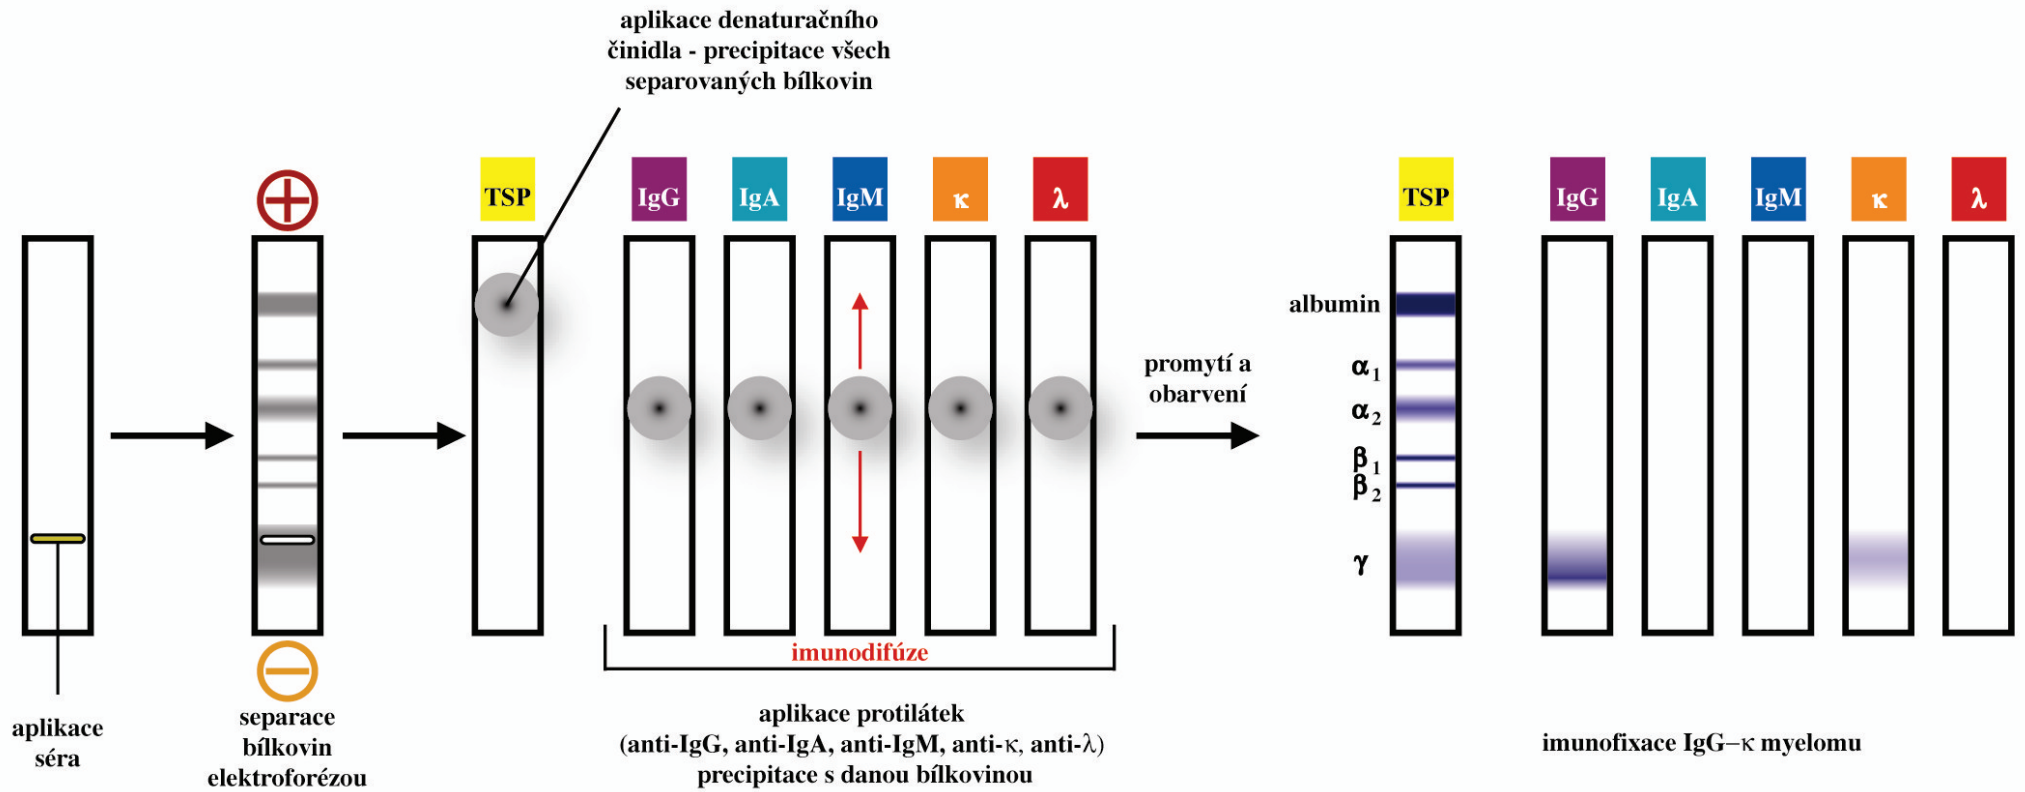 aplikace denaturačního
činidla - precipitace všech
separovaných bílkovin
TSP
IgG
IgA
IgM
κ
λ
TSP
IgG
IgA
IgM
κ
λ
albumin
α1
α2
β1
β2
γ
promytí a
obarvení
imunodifúze
aplikace
séra
separace
bílkovin
elektroforézou
aplikace protilátek
(anti-IgG, anti-IgA, anti-IgM, anti-κ, anti-λ)
precipitace s danou bílkovinou
imunofixace IgG–κ myelomu